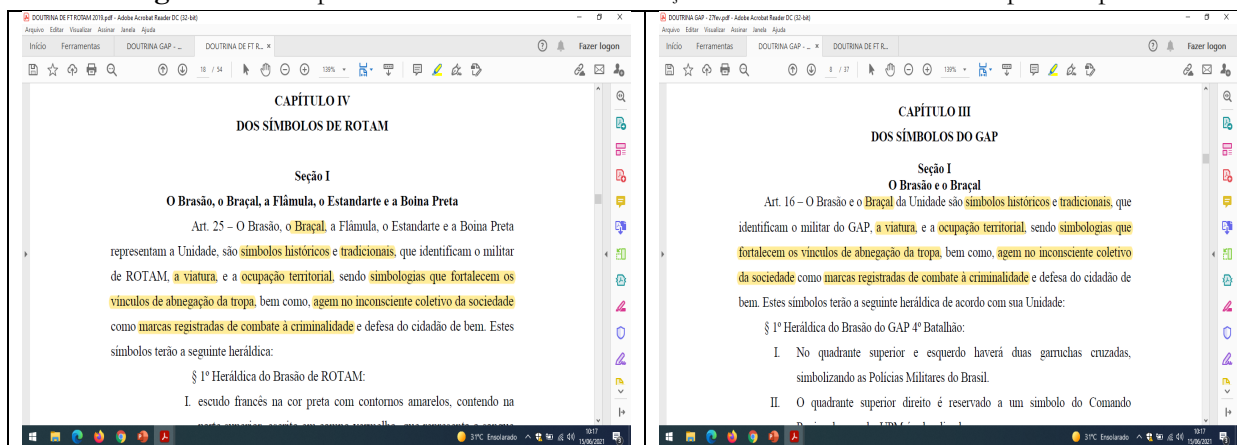 DOUTRINA DE FT ROTAM 2019.pdf - Adobe Acrobat Reader DC (32-bit)
Arquivo Editar Visualizar Assinar Janela Ajuda
Início Ferramentas DOUTRINA GAP - ... DOUTRINA DE FT R... × Fazer logon
18 / 54 139%
CAPÍTULO IV
DOS SÍMBOLOS DE ROTAM
Seção I
O Brasão, o Braçal, a Flâmula, o Estandarte e a Boina Preta
Art. 25 – O Brasão, o Braçal, a Flâmula, o Estandarte e a Boina Preta
representam a Unidade, são símbolos históricos e tradicionais, que identificam o militar
de ROTAM, a viatura, e a ocupação territorial, sendo simbologias que fortalecem os
vínculos de abnegação da tropa, bem como, agem no inconsciente coletivo da sociedade
como marcas registradas de combate à criminalidade e defesa do cidadão de bem. Estes
símbolos terão a seguinte heráldica:
§ 1º Heráldica do Brasão de ROTAM:
I. escudo francês na cor preta com contornos amarelos, contendo na
31°C Ensolarado 10:17
15/06/2021
DOUTRINA GAP - 27fev.pdf - Adobe Acrobat Reader DC (32-bit)
Arquivo Editar Visualizar Assinar Janela Ajuda
Início Ferramentas DOUTRINA GAP - ... × DOUTRINA DE FT R... Fazer logon
8 / 37 139%
CAPÍTULO III
DOS SÍMBOLOS DO GAP
Seção I
O Brasão e o Braçal
Art. 16 – O Brasão e o Braçal da Unidade são símbolos históricos e tradicionais, que
identificam o militar do GAP, a viatura, e a ocupação territorial, sendo simbologias que
fortalecem os vínculos de abnegação da tropa, bem como, agem no inconsciente coletivo
da sociedade como marcas registradas de combate à criminalidade e defesa do cidadão de
bem. Estes símbolos terão a seguinte heráldica de acordo com sua Unidade:
§ 1º Heráldica do Brasão do GAP 4º Batalhão:
I. No quadrante superior e esquerdo haverá duas garruchas cruzadas,
simbolizando as Polícias Militares do Brasil.
II. O quadrante superior direito é reservado a um símbolo do Comando
31°C Ensolarado 10:17
15/06/2021